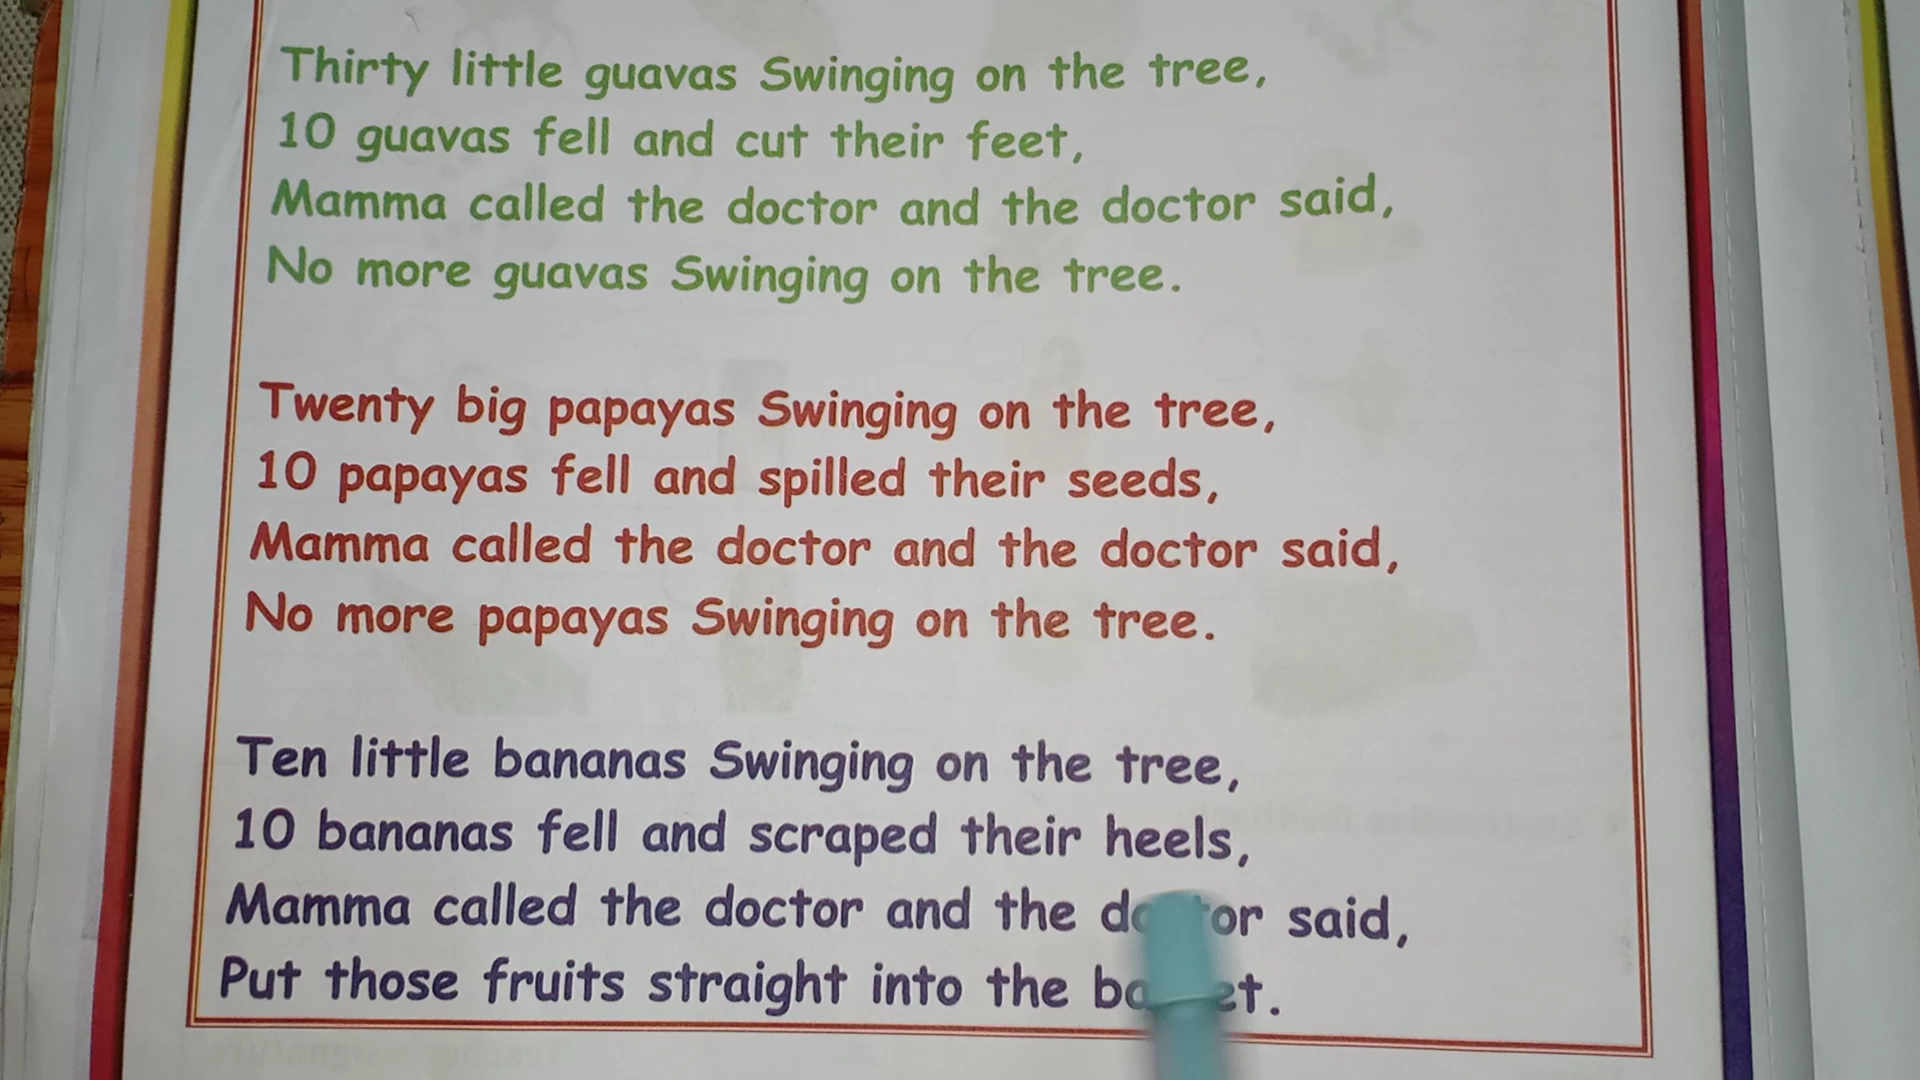 Thirty little guavas Swinging on the tree,
10 guavas fell and cut their feet,
Mamma called the doctor and the doctor said,
No more guavas Swinging on the tree.
Twenty big papayas Swinging on the tree,
10 papayas fell and spilled their seeds,
Mamma called the doctor and the doctor said,
No more papayas Swinging on the tree.
Ten little bananas Swinging on the tree,
10 bananas fell and scraped their heels,
Mamma called the doctor and the doctor said,
Put those fruits straight into the